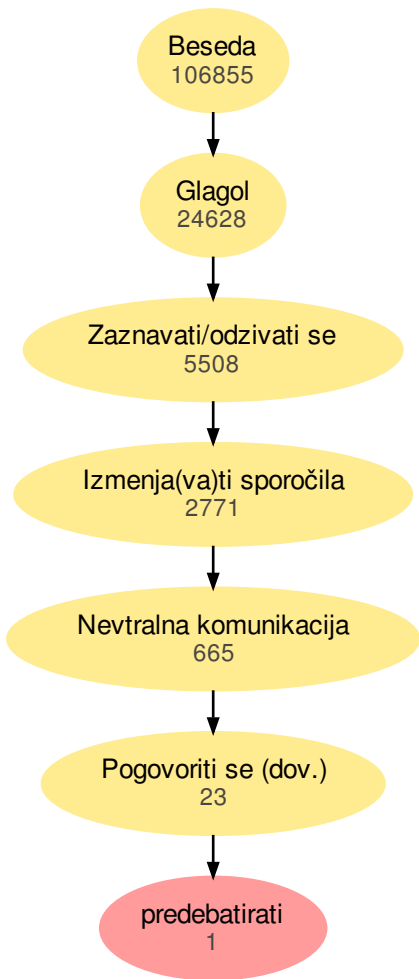 Beseda
106855
Glagol
24628
Zaznavati/odzivati se
5508
Izmenja(va)ti sporočila
2771
Nevtralna komunikacija
665
Pogovoriti se (dov.)
23
predebatirati
1